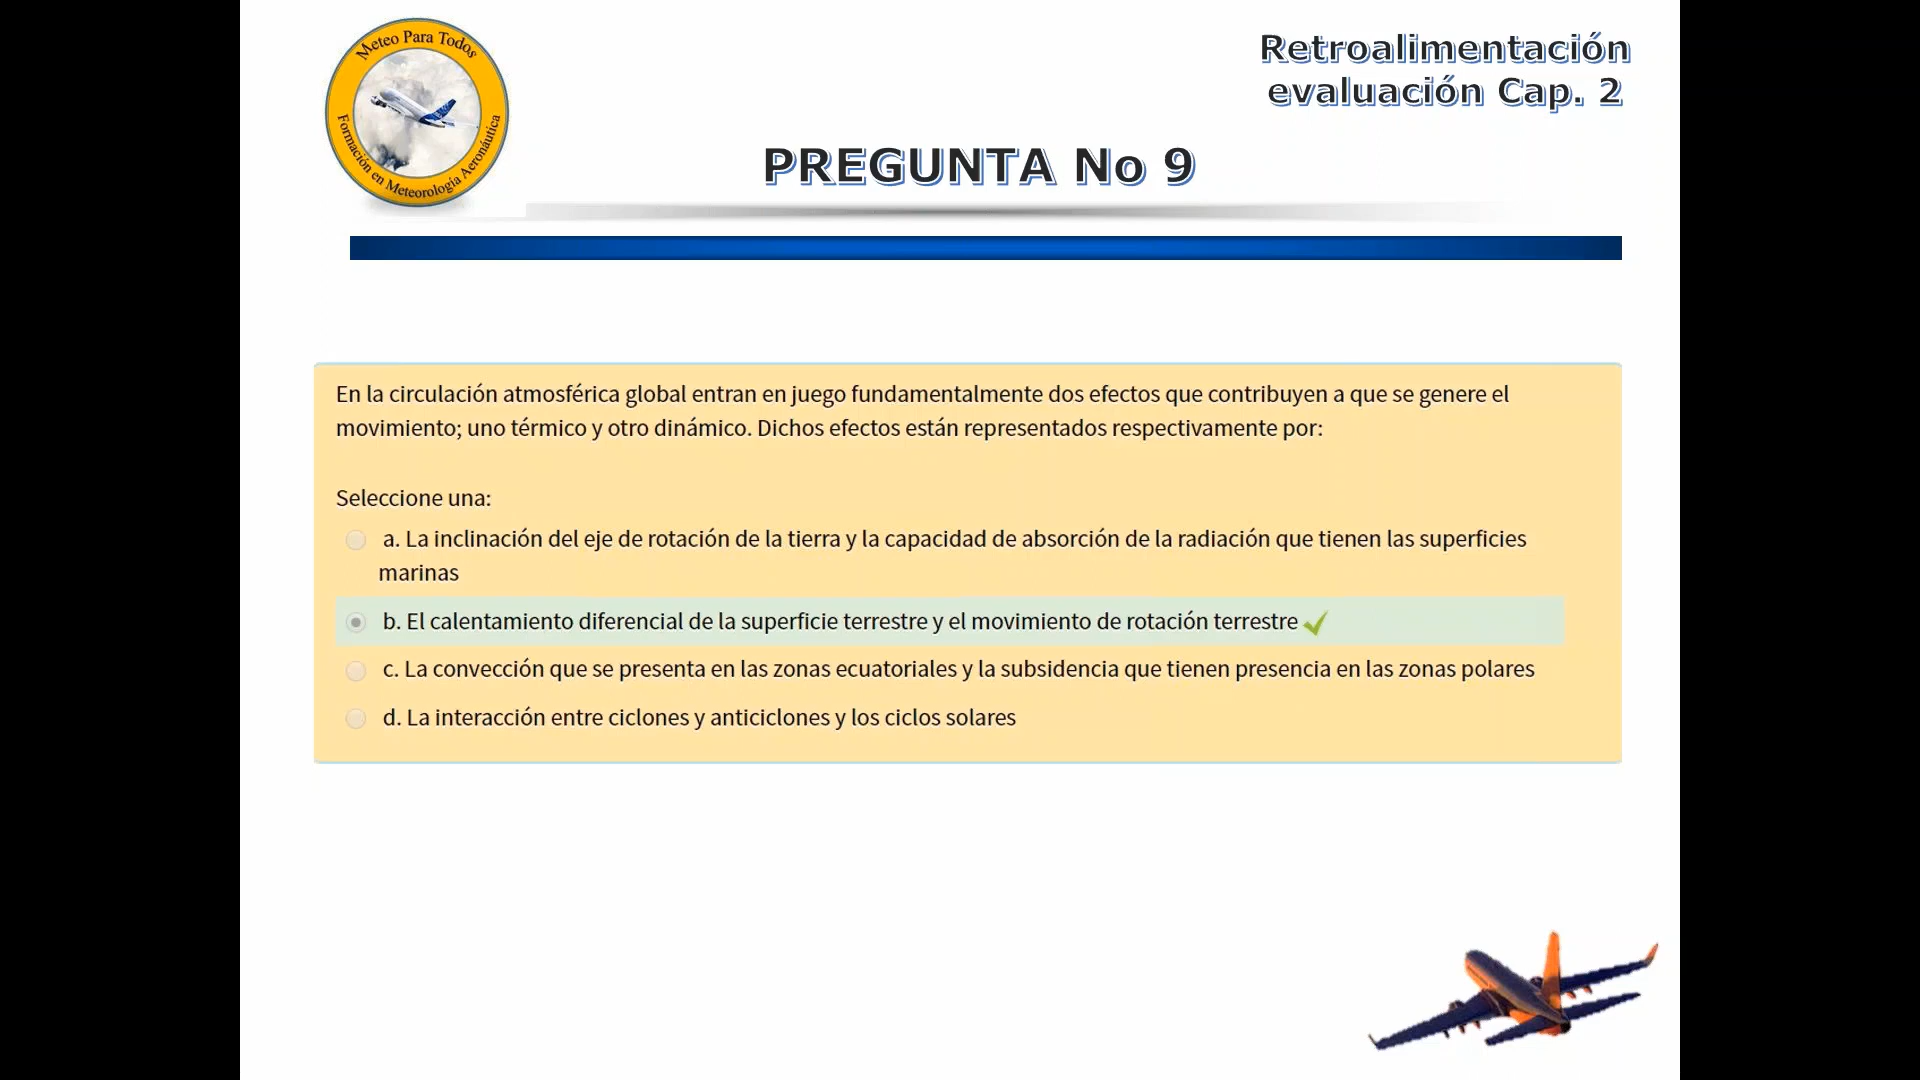 Meteo Para Todos
Formación en Meteorología Aeronáutica
Retroalimentación
evaluación Cap. 2
PREGUNTA No 9
En la circulación atmosférica global entran en juego fundamentalmente dos efectos que contribuyen a que se genere el
movimiento; uno térmico y otro dinámico. Dichos efectos están representados respectivamente por:
Seleccione una:
a. La inclinación del eje de rotación de la tierra y la capacidad de absorción de la radiación que tienen las superficies
marinas
b. El calentamiento diferencial de la superficie terrestre y el movimiento de rotación terrestre
c. La convección que se presenta en las zonas ecuatoriales y la subsidencia que tienen presencia en las zonas polares
d. La interacción entre ciclones y anticiclones y los ciclos solares